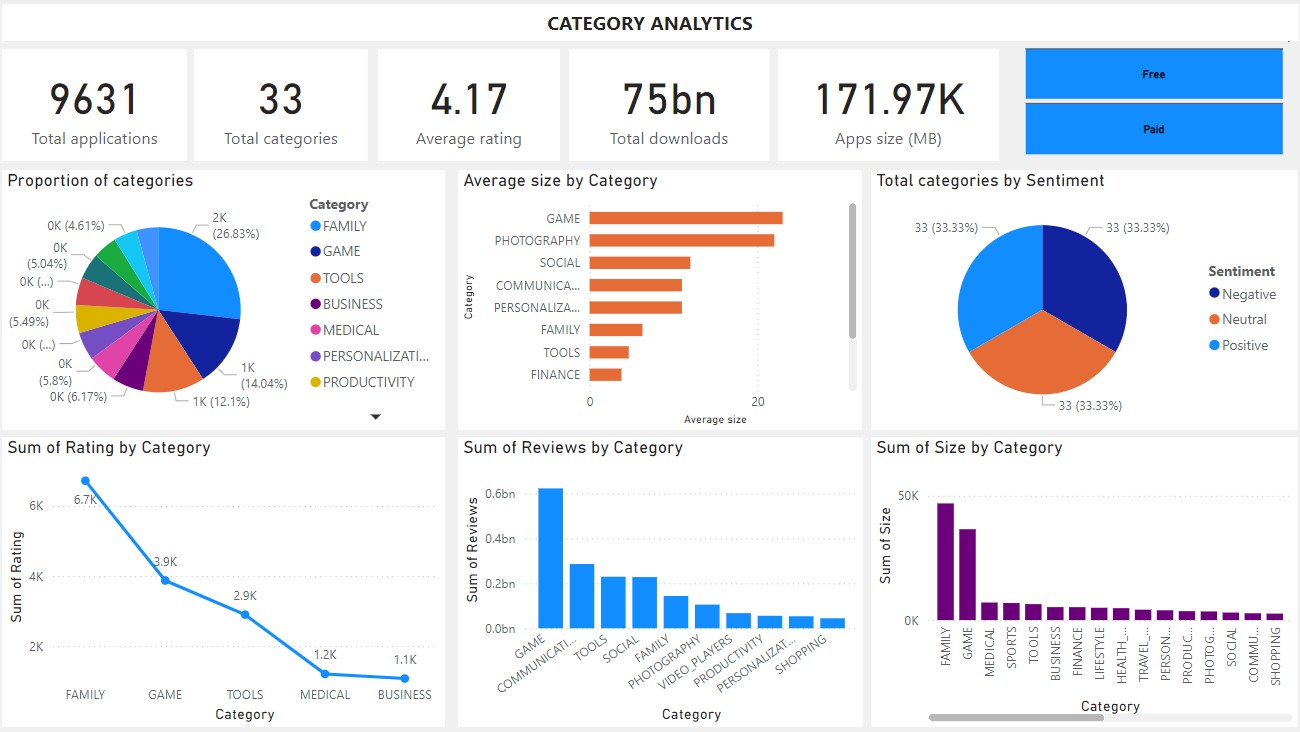 CATEGORY ANALYTICS
9631
Total applications
33
Total categories
4.17
Average rating
75bn
Total downloads
171.97K
Apps size (MB)
Free
Paid
Proportion of categories
2K
(26.83%)
1K
(14.04%)
1K (12.1%)
0K (6.17%)
0K
(5.8%)
0K (...)
0K
(5.49%)
0K (...)
0K
(5.04%)
0K (4.61%)
Category
FAMILY
GAME
TOOLS
BUSINESS
MEDICAL
PERSONALIZATI...
PRODUCTIVITY
Average size by Category
Category
GAME
PHOTOGRAPHY
SOCIAL
COMMUNICA...
PERSONALIZA...
FAMILY
TOOLS
FINANCE
0
20
Average size
Total categories by Sentiment
33 (33.33%)
33 (33.33%)
33 (33.33%)
Sentiment
Negative
Neutral
Positive
Sum of Rating by Category
Sum of Rating
6K
4K
2K
6.7K
3.9K
2.9K
1.2K
1.1K
FAMILY
GAME
TOOLS
MEDICAL
BUSINESS
Category
Sum of Reviews by Category
Sum of Reviews
0.6bn
0.4bn
0.2bn
0.0bn
GAME
COMMUNICATI...
TOOLS
SOCIAL
FAMILY
PHOTOGRAPHY
VIDEO_PLAYERS
PRODUCTIVITY
PERSONALIZAT...
SHOPPING
Category
Sum of Size by Category
Sum of Size
50K
0K
FAMILY
GAME
MEDICAL
SPORTS
TOOLS
BUSINESS
FINANCE
LIFESTYLE
HEALTH_...
TRAVEL_...
PERSON...
PRODUC...
PHOTOG...
SOCIAL
COMMU...
SHOPPING
Category